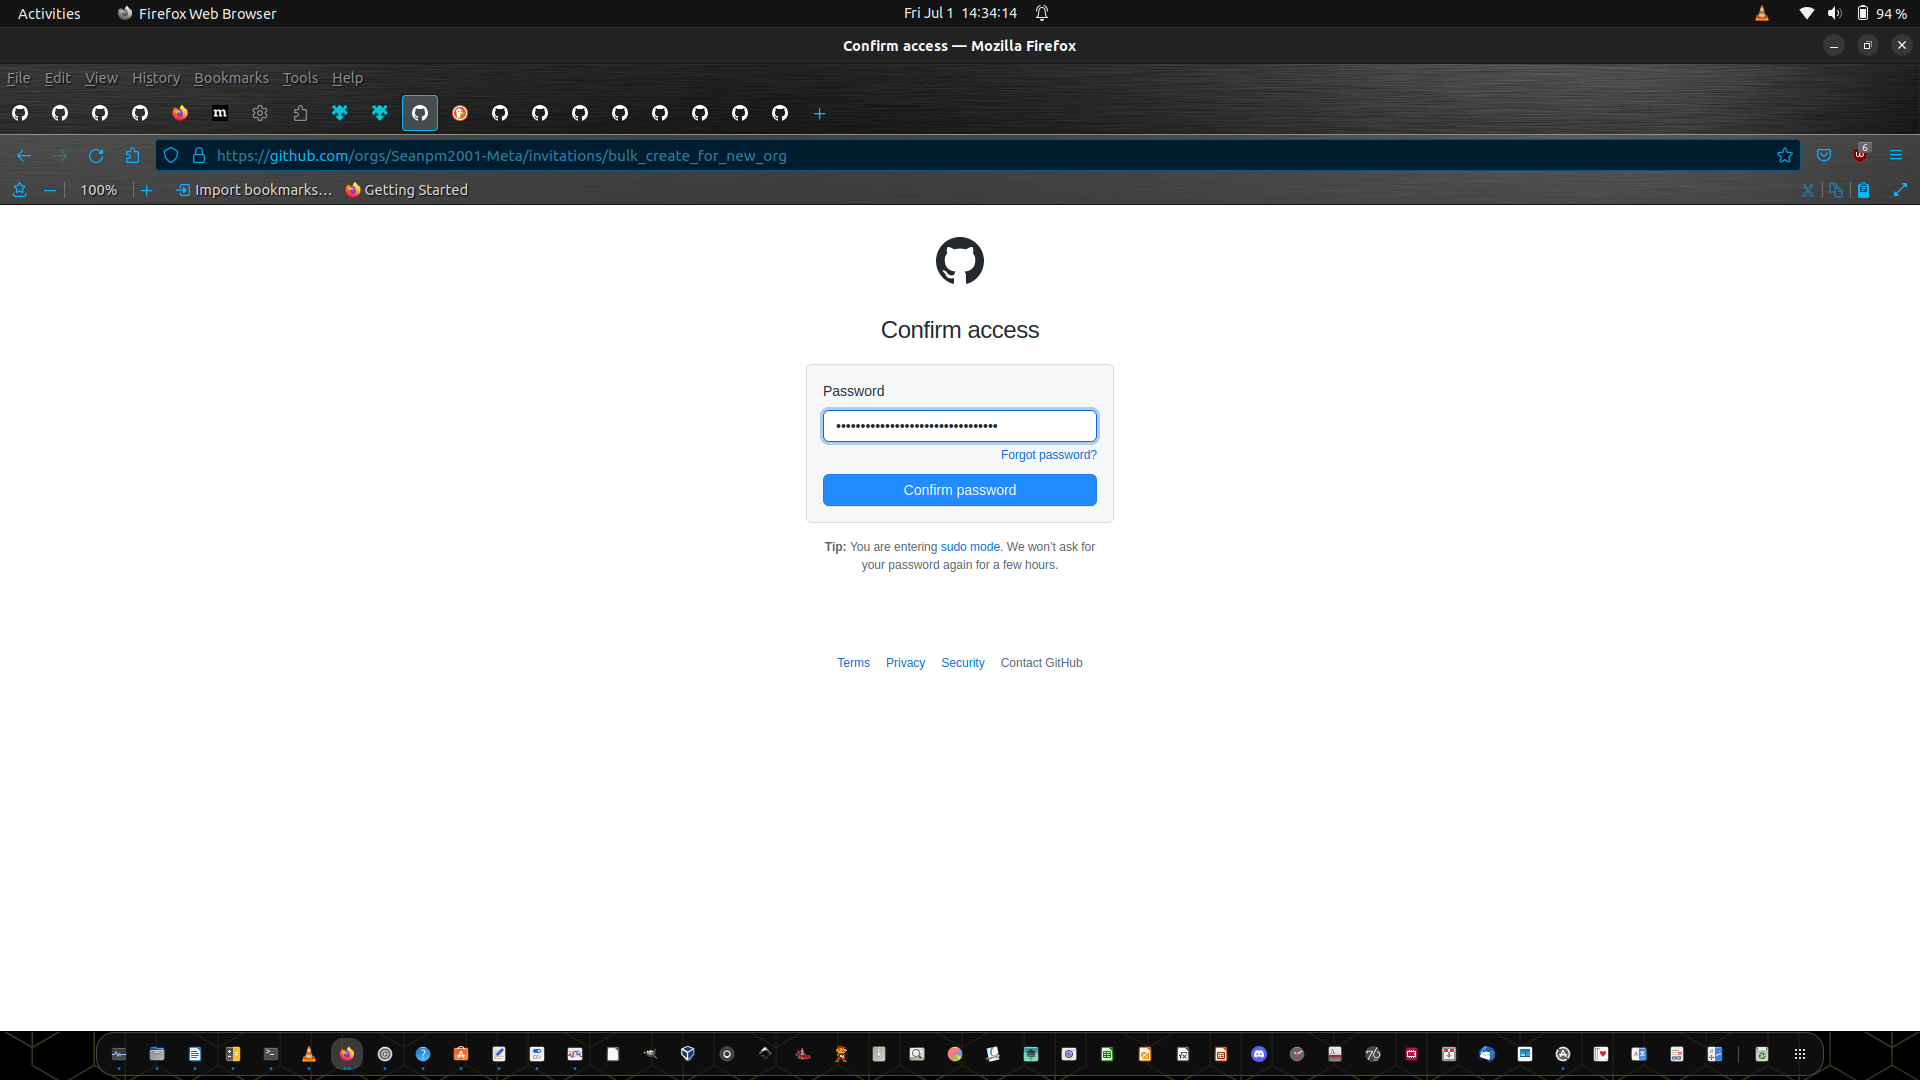 Activities Firefox Web Browser Fri Jul 1 14:34:14 94 %
Confirm access — Mozilla Firefox
File Edit View History Bookmarks Tools Help
m
https://github.com/orgs/Seanpm2001-Meta/invitations/bulk_create_for_new_org 6
100% Import bookmarks... Getting Started
Confirm access
Password
•••••••••••••••••••••••••••••••••
Forgot password?
Confirm password
Tip: You are entering sudo mode. We won't ask for
your password again for a few hours.
Terms Privacy Security Contact GitHub